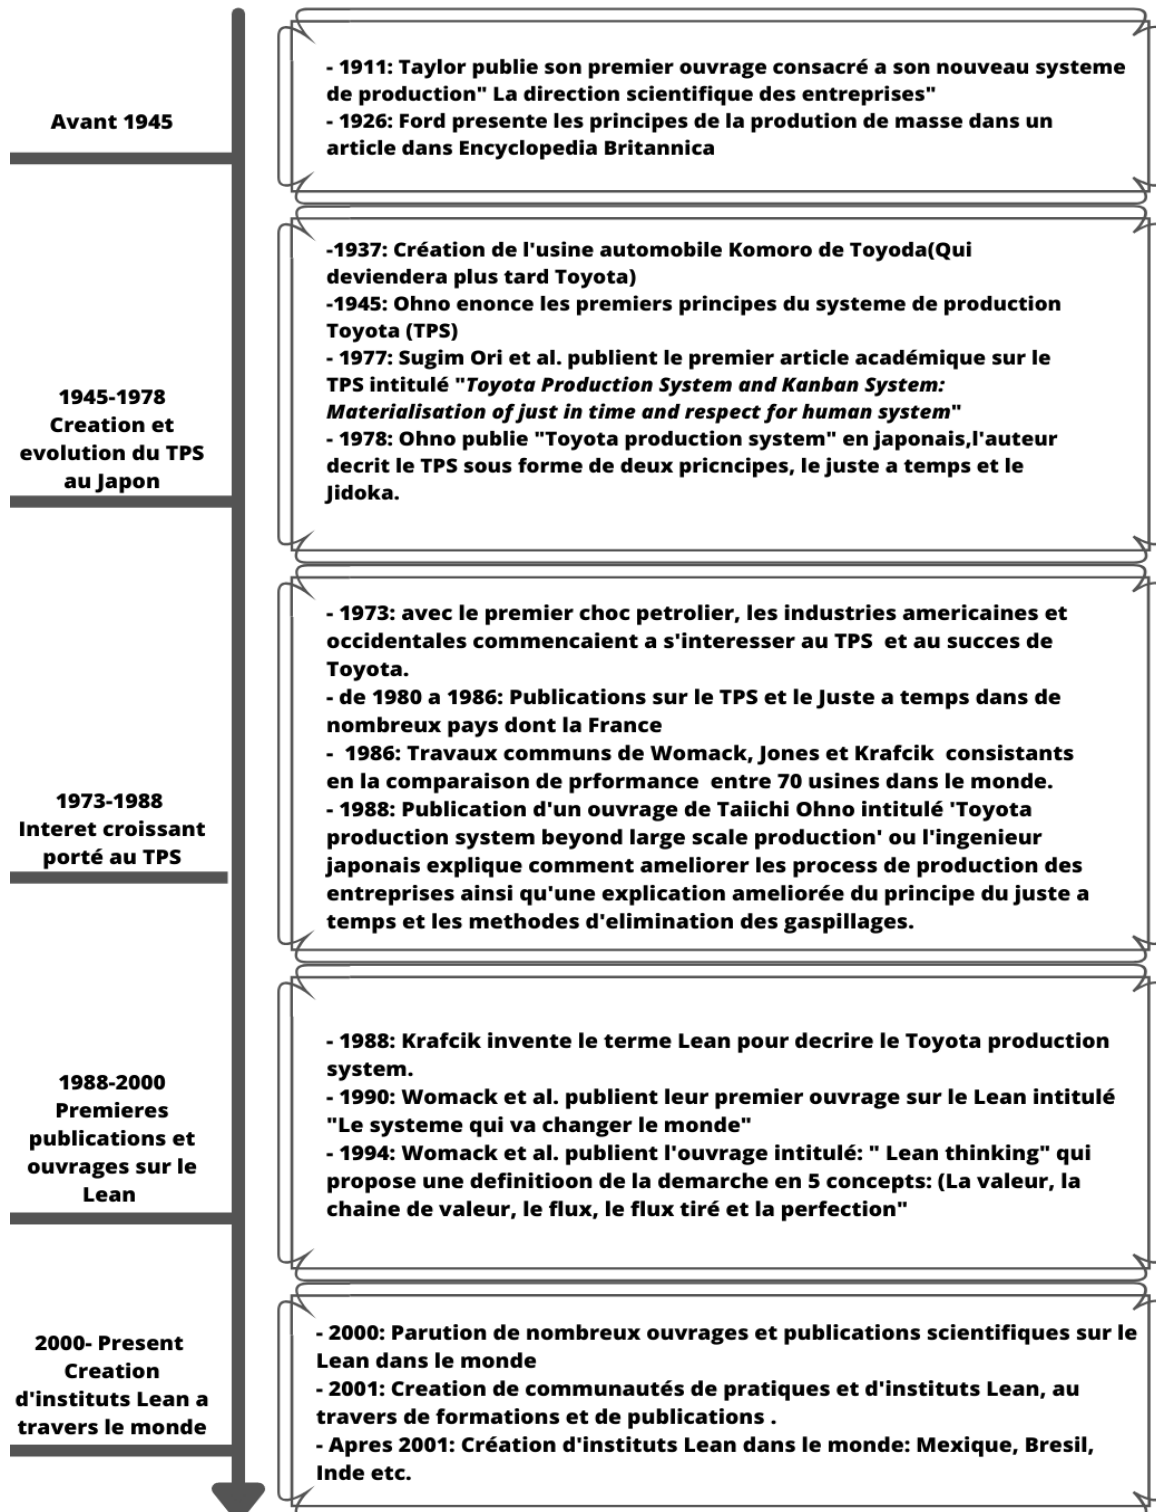 Avant 1945
- 1911: Taylor publie son premier ouvrage consacré a son nouveau systeme
de production" La direction scientifique des entreprises"
- 1926: Ford presente les principes de la prodution de masse dans un
article dans Encyclopedia Britannica
1945-1978
Creation et
evolution du TPS
au Japon
-1937: Création de l'usine automobile Komoro de Toyoda(Qui
deviendera plus tard Toyota)
-1945: Ohno enonce les premiers principes du systeme de production
Toyota (TPS)
- 1977: Sugim Ori et al. publient le premier article académique sur le
TPS intitulé "Toyota Production System and Kanban System:
Materialisation of just in time and respect for human system"
- 1978: Ohno publie "Toyota production system" en japonais,l'auteur
decrit le TPS sous forme de deux pricncipes, le juste a temps et le
Jidoka.
1973-1988
Interet croissant
porté au TPS
- 1973: avec le premier choc petrolier, les industries americaines et
occidentales commencaient a s'interesser au TPS  et au succes de
Toyota.
- de 1980 a 1986: Publications sur le TPS et le Juste a temps dans de
nombreux pays dont la France
-  1986: Travaux communs de Womack, Jones et Krafcik  consistants
en la comparaison de prformance  entre 70 usines dans le monde.
- 1988: Publication d'un ouvrage de Taiichi Ohno intitulé 'Toyota
production system beyond large scale production' ou l'ingenieur
japonais explique comment ameliorer les process de production des
entreprises ainsi qu'une explication ameliorée du principe du juste a
temps et les methodes d'elimination des gaspillages.
1988-2000
Premieres
publications et
ouvrages sur le
Lean
- 1988: Krafcik invente le terme Lean pour decrire le Toyota production
system.
- 1990: Womack et al. publient leur premier ouvrage sur le Lean intitulé
"Le systeme qui va changer le monde"
- 1994: Womack et al. publient l'ouvrage intitulé: " Lean thinking" qui
propose une definitioon de la demarche en 5 concepts: (La valeur, la
chaine de valeur, le flux, le flux tiré et la perfection"
2000- Present
Creation
d'instituts Lean a
travers le monde
- 2000: Parution de nombreux ouvrages et publications scientifiques sur le
Lean dans le monde
- 2001: Creation de communautés de pratiques et d'instituts Lean, au
travers de formations et de publications .
- Apres 2001: Création d'instituts Lean dans le monde: Mexique, Bresil,
Inde etc.